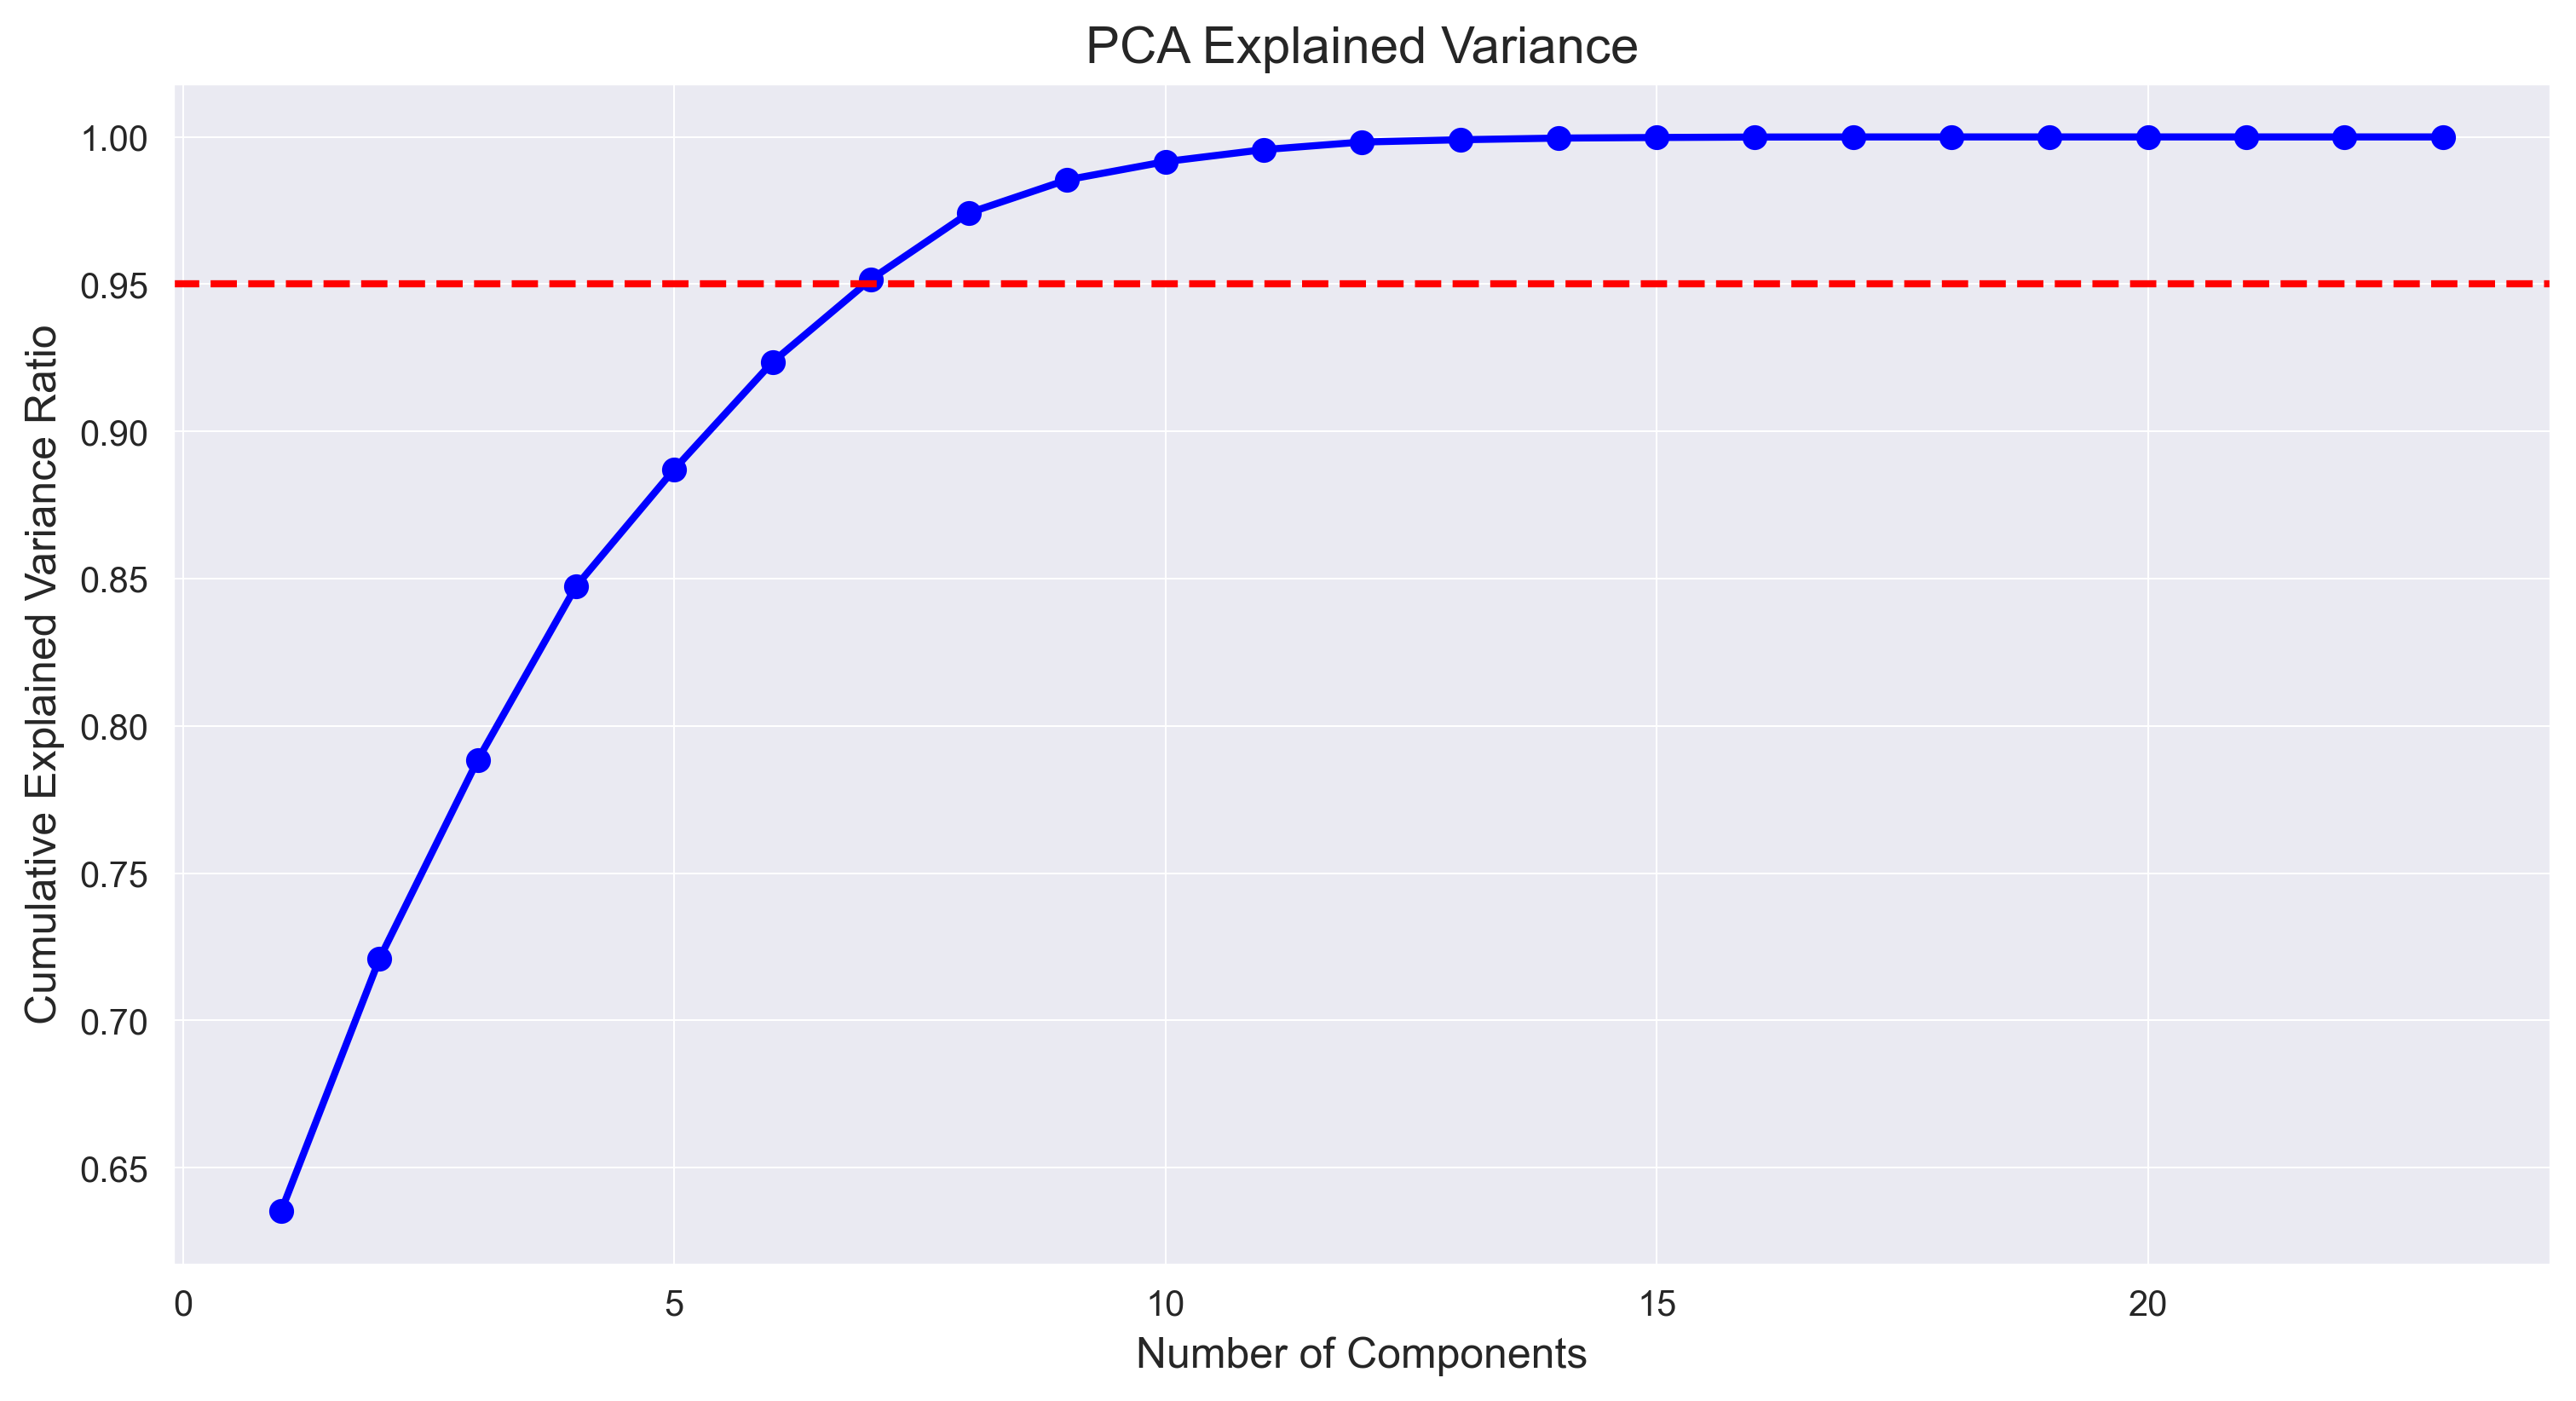 PCA Explained Variance
Cumulative Explained Variance Ratio
1.00
0.95
0.90
0.85
0.80
0.75
0.70
0.65
0 5 10 15 20
Number of Components